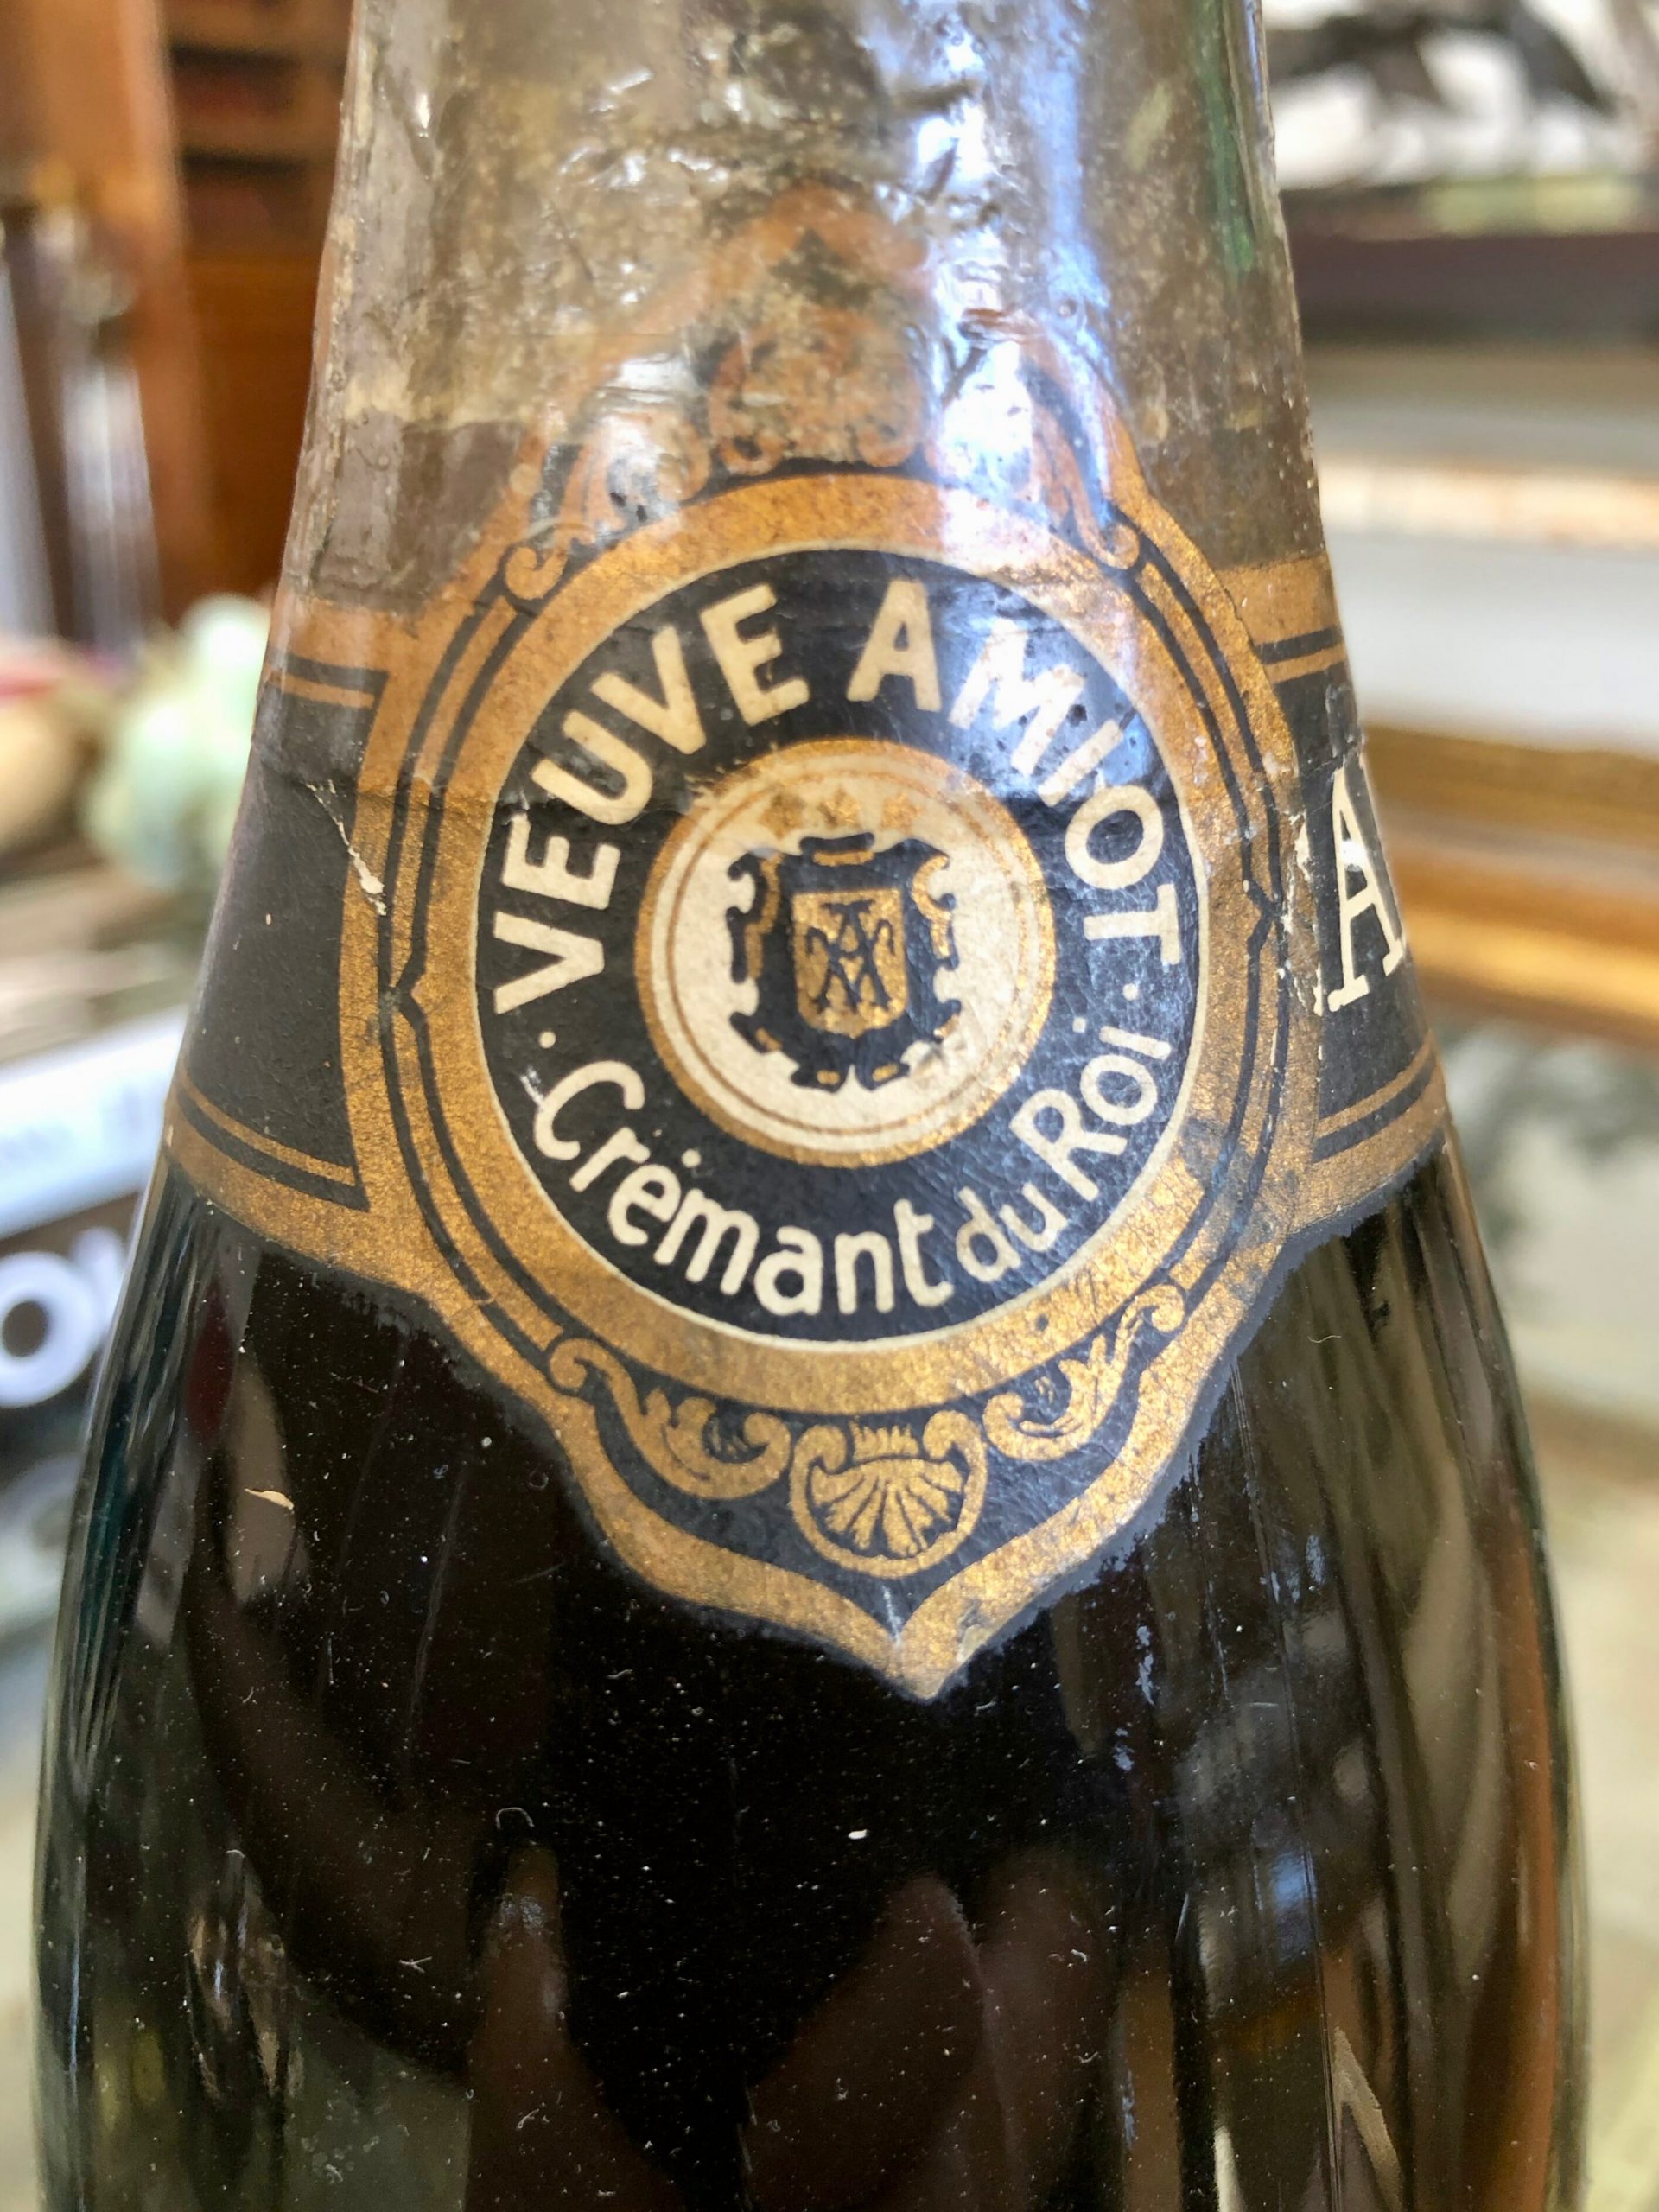 VEUVE AMIOT
· Crémant du Roi ·